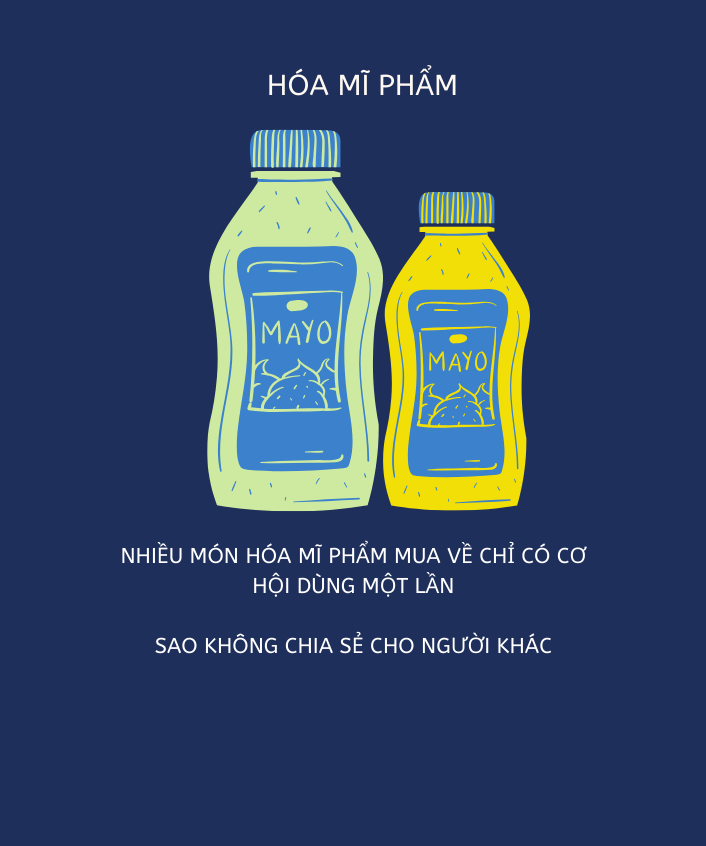 HÓA MĨ PHẨM
MAYO
MAYO
NHIỀU MÓN HÓA MĨ PHẨM MUA VỀ CHỈ CÓ CƠ
HỘI DÙNG MỘT LẦN
SAO KHÔNG CHIA SẺ CHO NGƯỜI KHÁC